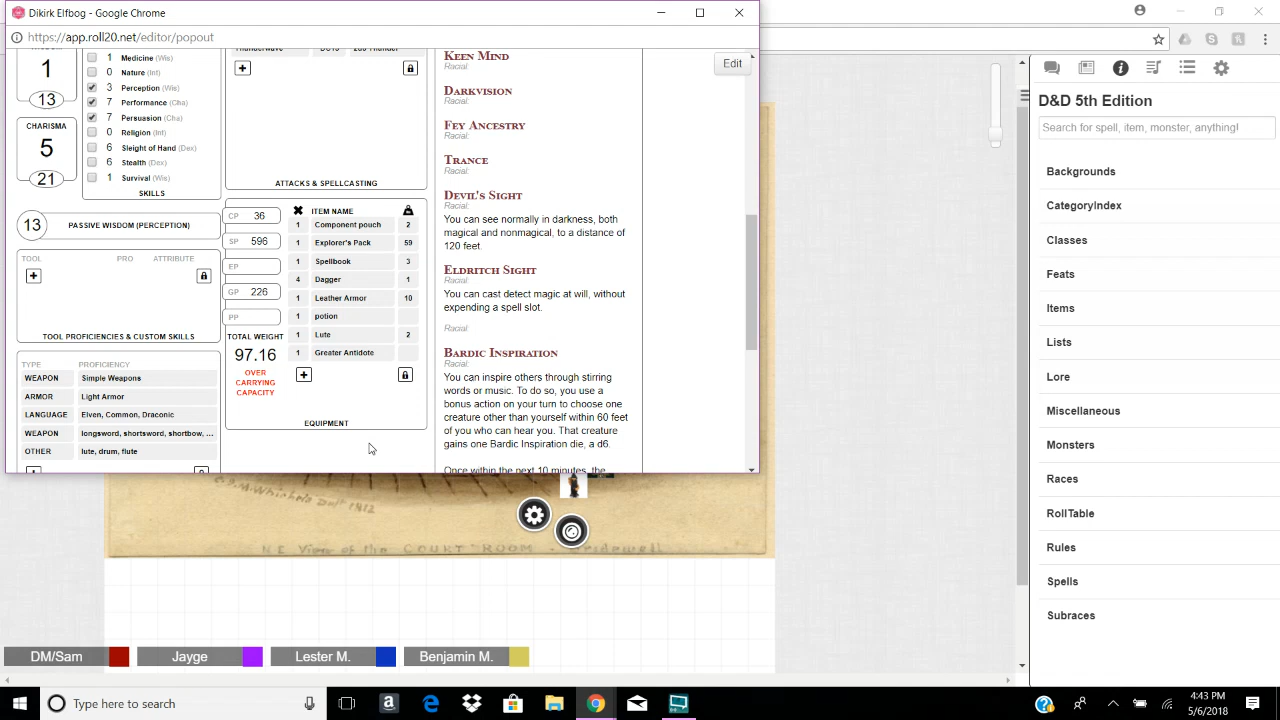 Dikirk Elfbog - Google Chrome
https://app.roll20.net/editor/popout
1
13
CHARISMA
5
21
1 Medicine (Wis)
0 Nature (Int)
3 Perception (Wis)
7 Performance (Cha)
7 Persuasion (Cha)
0 Religion (Int)
6 Sleight of Hand (Dex)
6 Stealth (Dex)
1 Survival (Wis)
SKILLS
13 PASSIVE WISDOM (PERCEPTION)
TOOL PRO ATTRIBUTE
TOOL PROFICIENCIES & CUSTOM SKILLS
TYPE PROFICIENCY
WEAPON Simple Weapons
ARMOR Light Armor
LANGUAGE Elven, Common, Draconic
WEAPON longsword, shortsword, shortbow, ...
OTHER lute, drum, flute
ATTACKS & SPELLCASTING
CP 36
SP 596
EP
GP 226
PP
TOTAL WEIGHT
97.16
OVER
CARRYING
CAPACITY
ITEM NAME
1 Component pouch 2
1 Explorer's Pack 59
1 Spellbook 3
4 Dagger 1
1 Leather Armor 10
1 potion
1 Lute 2
1 Greater Antidote
EQUIPMENT
Edit
Keen Mind
Racial:
Darkvision
Racial:
Fey Ancestry
Racial:
Trance
Racial:
Devil's Sight
Racial:
You can see normally in darkness, both
magical and nonmagical, to a distance of
120 feet.
Eldritch Sight
Racial:
You can cast detect magic at will, without
expending a spell slot.
Racial:
Bardic Inspiration
Racial:
You can inspire others through stirring
words or music. To do so, you use a
bonus action on your turn to choose one
creature other than yourself within 60 feet
of you who can hear you. That creature
gains one Bardic Inspiration die, a d6.
Once within the next 10 minutes, the
N.E. View of the COURT ROOM - Bridewell
DM/Sam
Jayge
Lester M.
Benjamin M.
D&D 5th Edition
Search for spell, item, monster, anything!
Backgrounds
CategoryIndex
Classes
Feats
Items
Lists
Lore
Miscellaneous
Monsters
Races
RollTable
Rules
Spells
Subraces
Type here to search
4:43 PM
5/6/2018